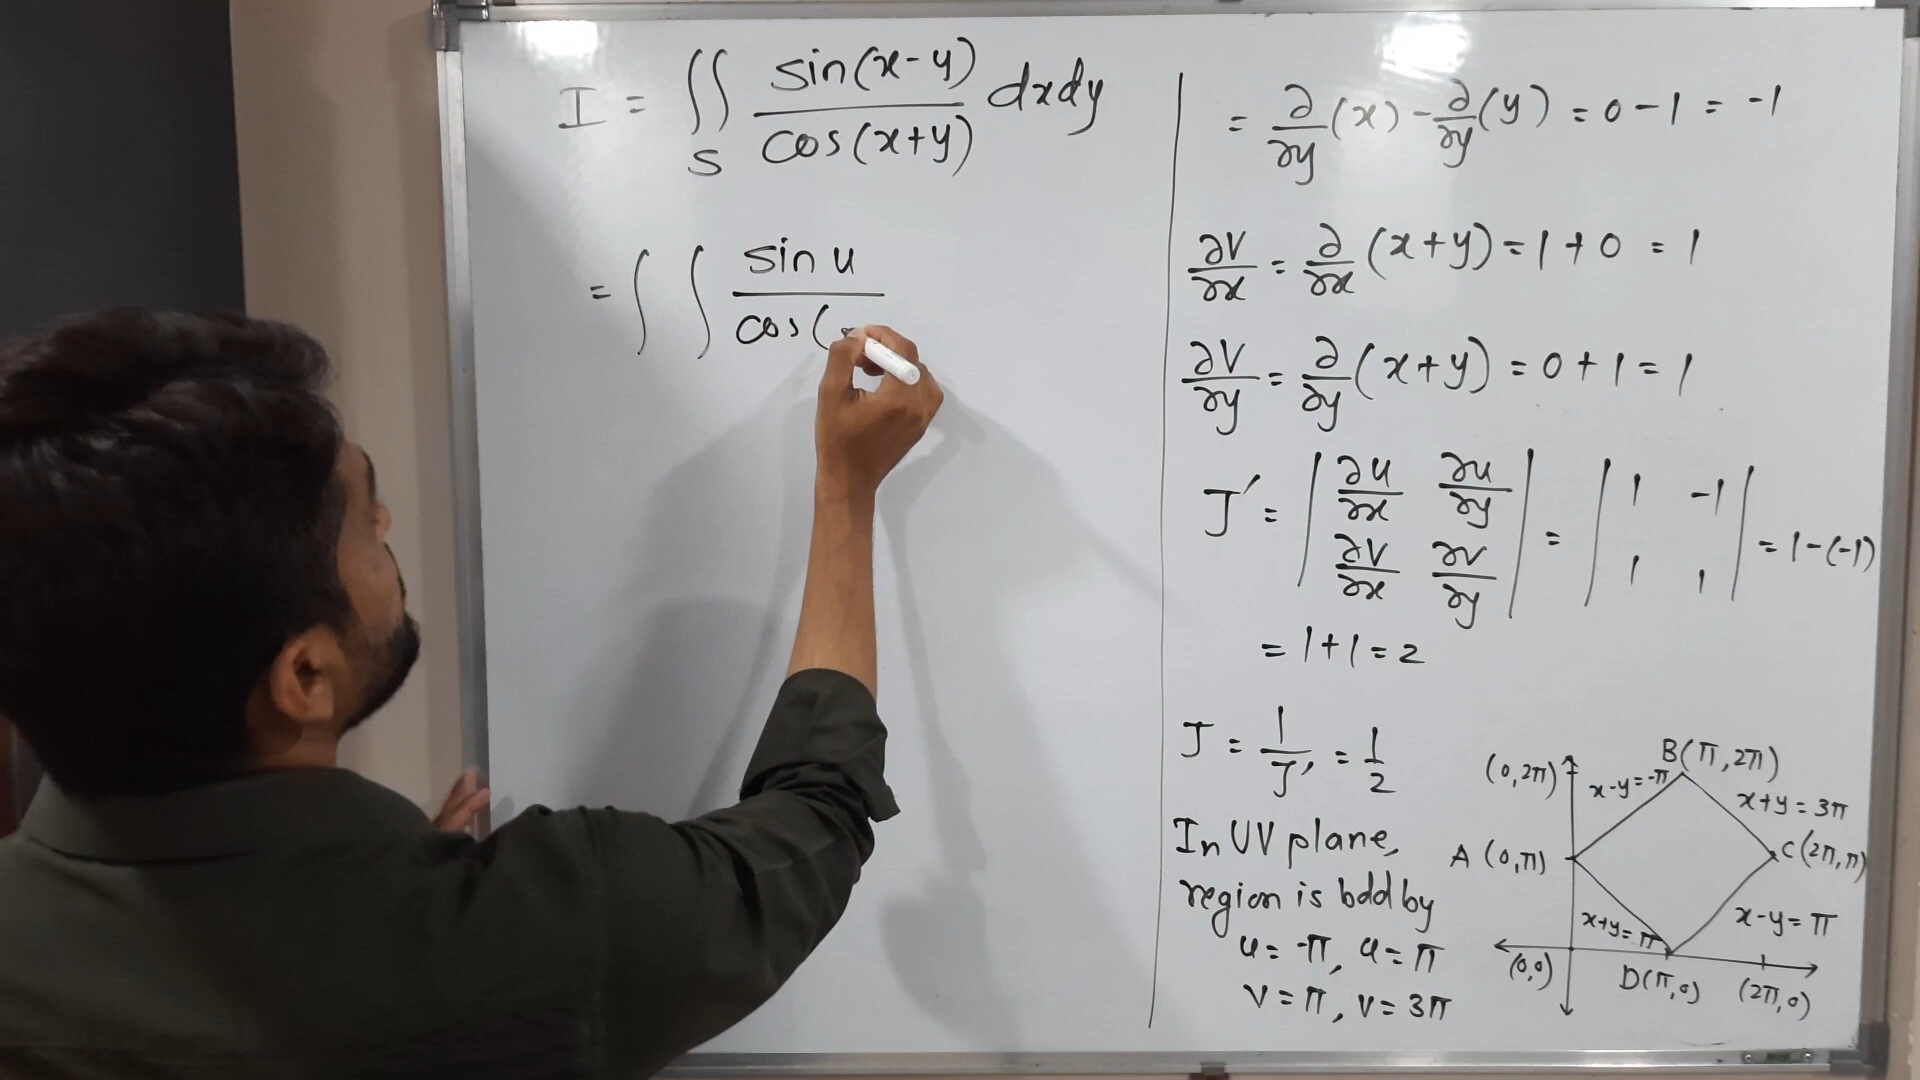 I = ∬ sin(x-y)/cos(x+y) dxdy
S
= ∫ ∫ sin u/cos(
= ∂/∂y (x) - ∂/∂y (y) = 0 - 1 = -1
∂V/∂x = ∂/∂x (x+y) = 1 + 0 = 1
∂V/∂y = ∂/∂y (x+y) = 0 + 1 = 1
J' = | ∂u/∂x ∂u/∂y | = | 1 -1 | = 1-(-1)
| ∂V/∂x ∂V/∂y | | 1 1 |
= 1+1 = 2
J = 1/J' = 1/2
In UV plane,
region is bdd by
u = -π, u = π
V = π, V = 3π
B(π, 2π)
(0, 2π)
x-y = -π
x+y = 3π
A (0, π)
C(2π, π)
x+y = π
x-y = π
(0,0)
D(π, 0)
(2π, 0)